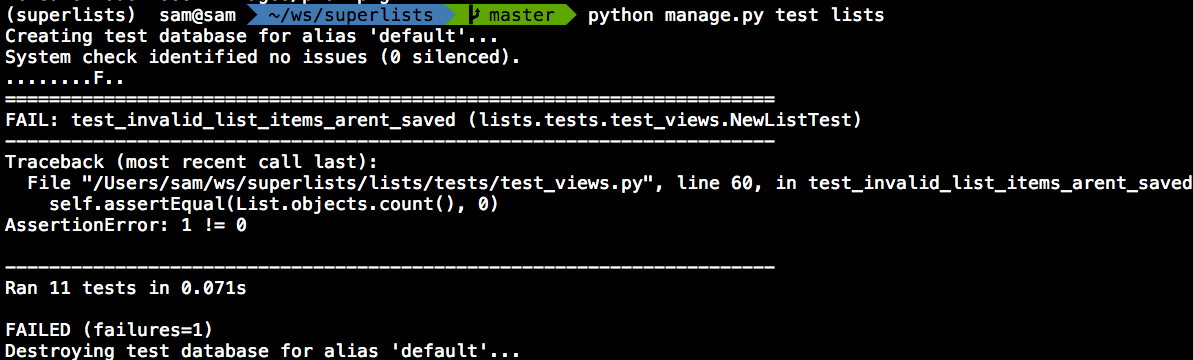 (superlists) sam@sam ~/ws/superlists master python manage.py test lists
Creating test database for alias 'default'...
System check identified no issues (0 silenced).
........F..
======================================================================
FAIL: test_invalid_list_items_arent_saved (lists.tests.test_views.NewListTest)
----------------------------------------------------------------------
Traceback (most recent call last):
  File "/Users/sam/ws/superlists/lists/tests/test_views.py", line 60, in test_invalid_list_items_arent_saved
    self.assertEqual(List.objects.count(), 0)
AssertionError: 1 != 0
----------------------------------------------------------------------
Ran 11 tests in 0.071s
FAILED (failures=1)
Destroying test database for alias 'default'...